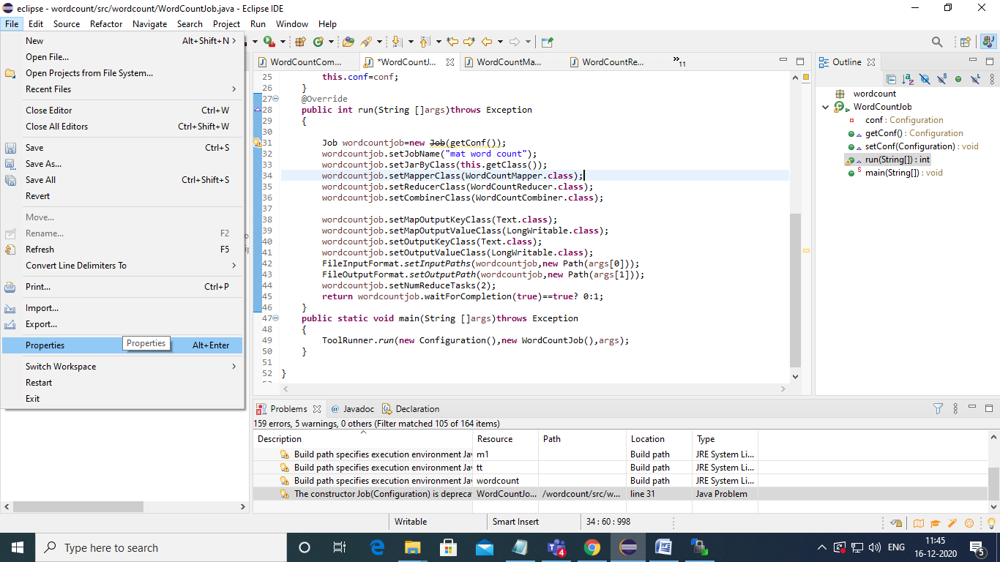 eclipse - wordcount/src/wordcount/WordCountJob.java - Eclipse IDE
File Edit Source Refactor Navigate Search Project Run Window Help
New Alt+Shift+N
Open File...
Open Projects from File System...
Recent Files
Close Editor Ctrl+W
Close All Editors Ctrl+Shift+W
Save Ctrl+S
Save As...
Save All Ctrl+Shift+S
Revert
Move...
Rename... F2
Refresh F5
Convert Line Delimiters To
Print... Ctrl+P
Import...
Export...
Properties Alt+Enter
Properties
Switch Workspace
Restart
Exit
WordCountCom... *WordCountJ... WordCountMa... WordCountRe... »11
25 this.conf=conf;
26 }
27 @Override
28 public int run(String []args)throws Exception
29 {
30
31 Job wordcountjob=new Job(getConf());
32 wordcountjob.setJobName("mat word count");
33 wordcountjob.setJarByClass(this.getClass());
34 wordcountjob.setMapperClass(WordCountMapper.class);
35 wordcountjob.setReducerClass(WordCountReducer.class);
36 wordcountjob.setCombinerClass(WordCountCombiner.class);
37
38 wordcountjob.setMapOutputKeyClass(Text.class);
39 wordcountjob.setMapOutputValueClass(LongWritable.class);
40 wordcountjob.setOutputKeyClass(Text.class);
41 wordcountjob.setOutputValueClass(LongWritable.class);
42 FileInputFormat.setInputPaths(wordcountjob,new Path(args[0]));
43 FileOutputFormat.setOutputPath(wordcountjob,new Path(args[1]));
44 wordcountjob.setNumReduceTasks(2);
45 return wordcountjob.waitForCompletion(true)==true? 0:1;
46 }
47 public static void main(String []args)throws Exception
48 {
49 ToolRunner.run(new Configuration(),new WordCountJob(),args);
50 }
51
52 }
Outline
wordcount
WordCountJob
conf : Configuration
getConf() : Configuration
setConf(Configuration) : void
run(String[]) : int
main(String[]) : void
Problems @ Javadoc Declaration
159 errors, 5 warnings, 0 others (Filter matched 105 of 164 items)
Description Resource Path Location Type
Build path specifies execution environment Jav m1 Build path JRE System Li...
Build path specifies execution environment Jav tt Build path JRE System Li...
Build path specifies execution environment Jav wordcount Build path JRE System Li...
The constructor Job(Configuration) is depreca WordCountJo... /wordcount/src/w... line 31 Java Problem
Writable Smart Insert 34 : 60 : 998
Type here to search
4
ENG
11:45
16-12-2020
5